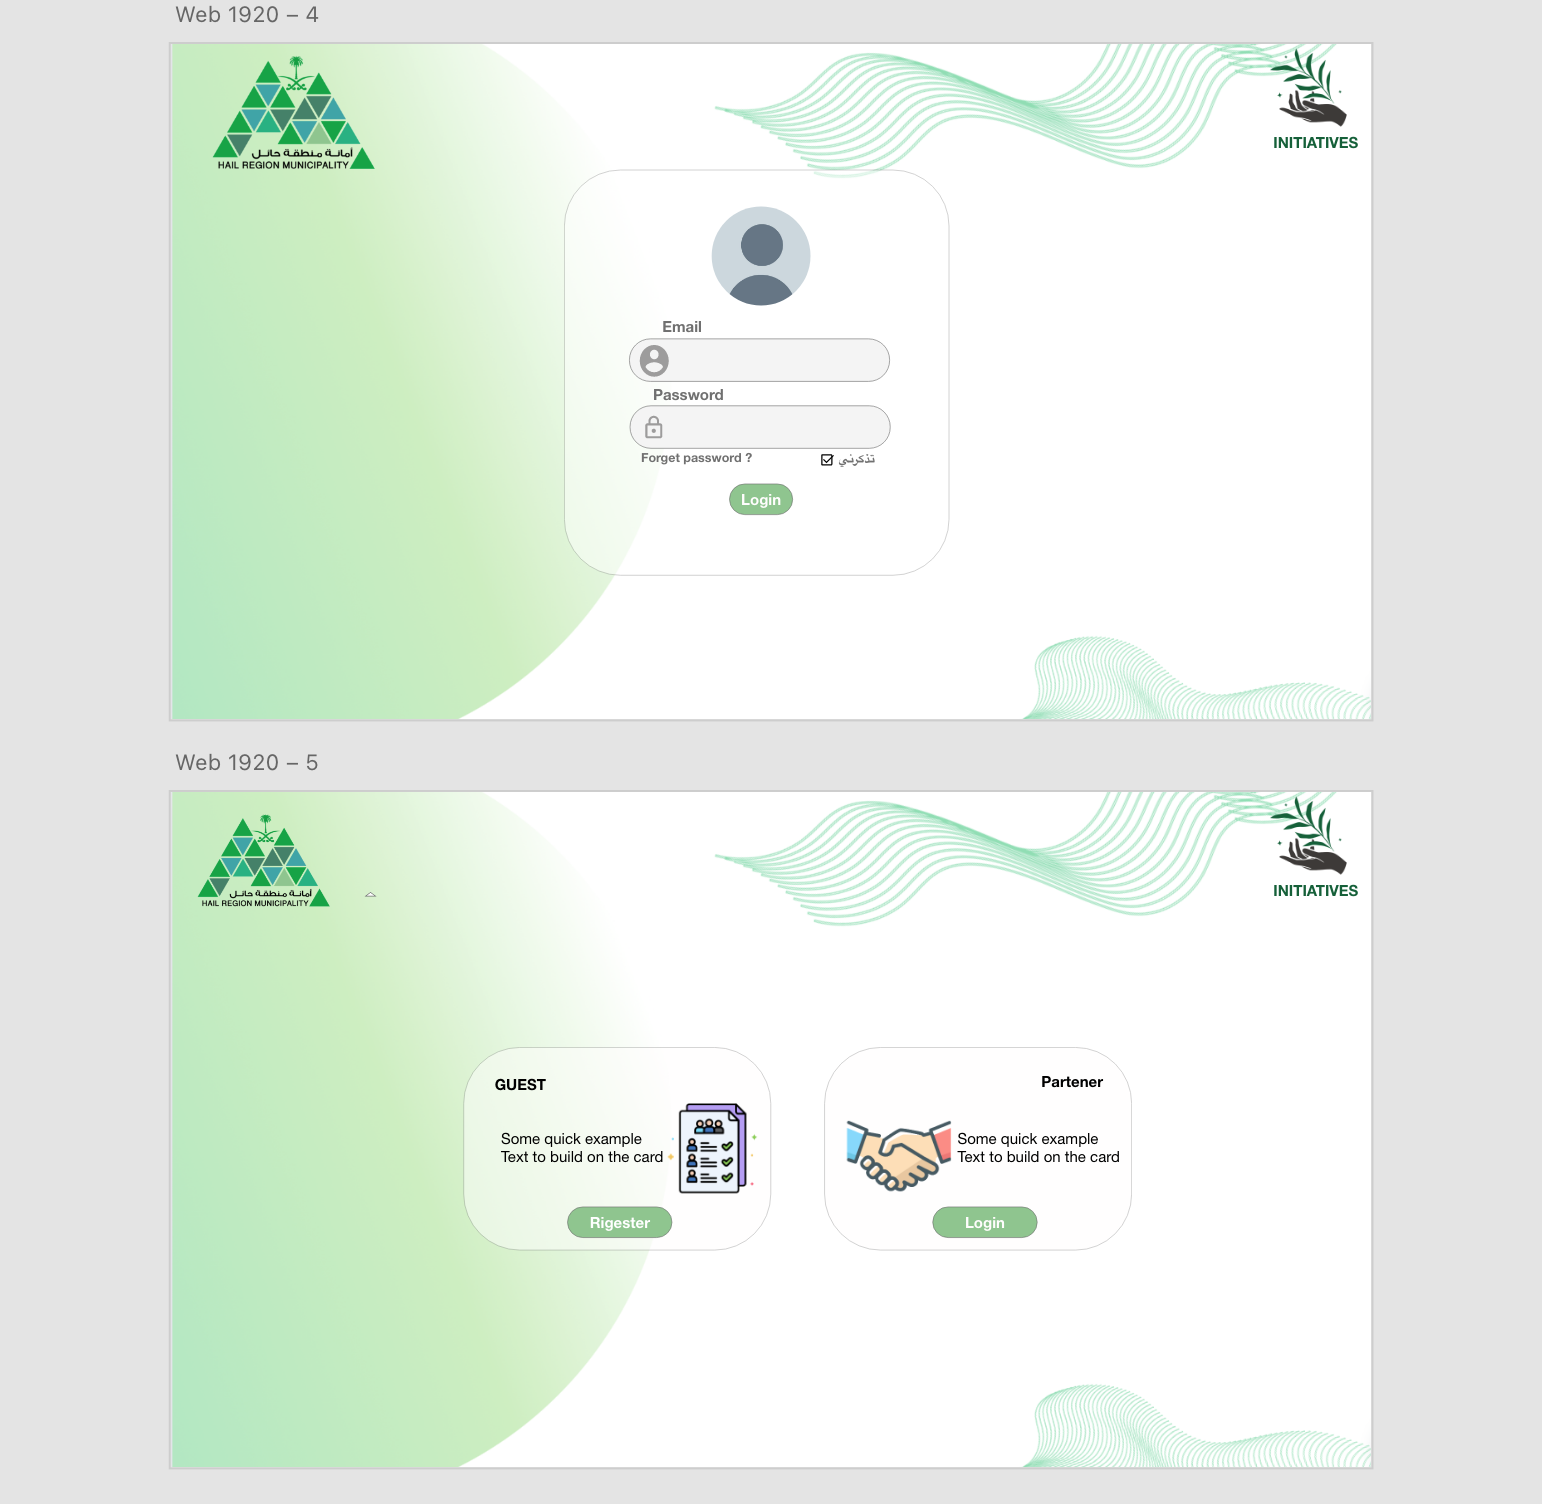 Web 1920 – 4
أمانة منطقة حائل
HAIL REGION MUNICIPALITY
INITIATIVES
Email
Password
Forget password ?
تذكرني
Login
Web 1920 – 5
أمانة منطقة حائل
HAIL REGION MUNICIPALITY
INITIATIVES
GUEST
Some quick example
Text to build on the card
Rigester
Partener
Some quick example
Text to build on the card
Login